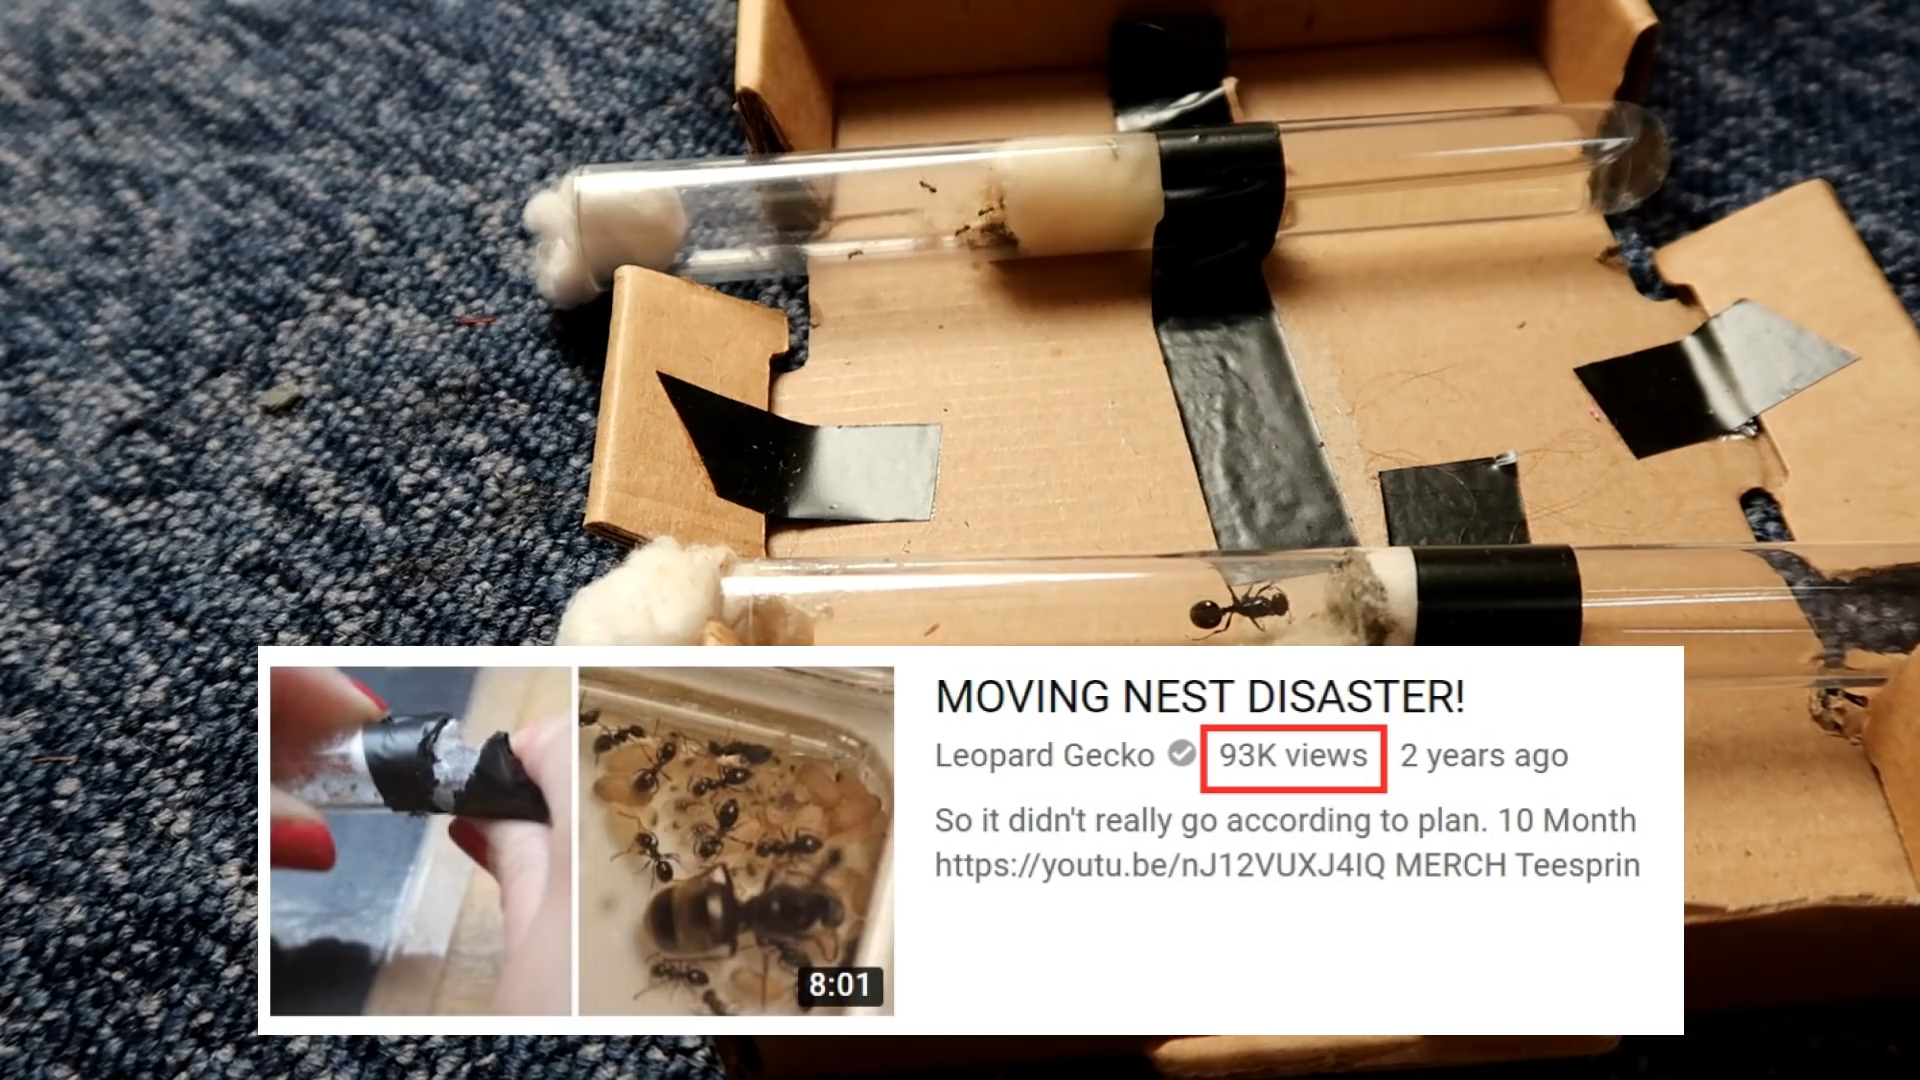 MOVING NEST DISASTER!
Leopard Gecko 93K views 2 years ago
So it didn't really go according to plan. 10 Month
https://youtu.be/nJ12VUXJ4IQ MERCH Teesprin
8:01